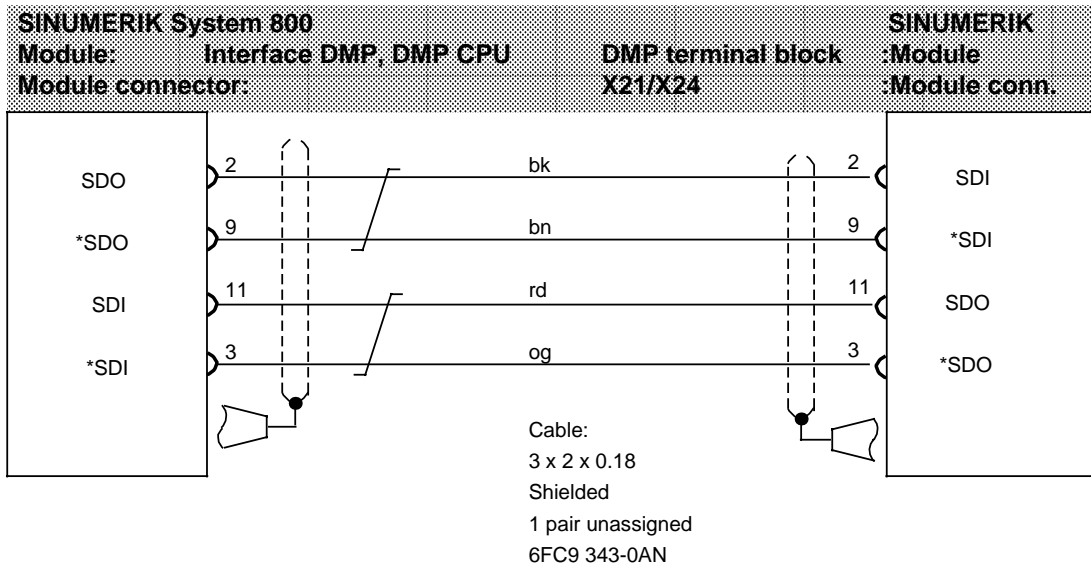 SINUMERIK System 800 SINUMERIK
Module: Interface DMP, DMP CPU DMP terminal block :Module
Module connector: X21/X24 :Module conn.
2 bk 2
SDO SDI
9 bn 9
*SDO *SDI
11 rd 11
SDI SDO
3 og 3
*SDI *SDO
Cable:
3 x 2 x 0.18
Shielded
1 pair unassigned
6FC9 343-0AN